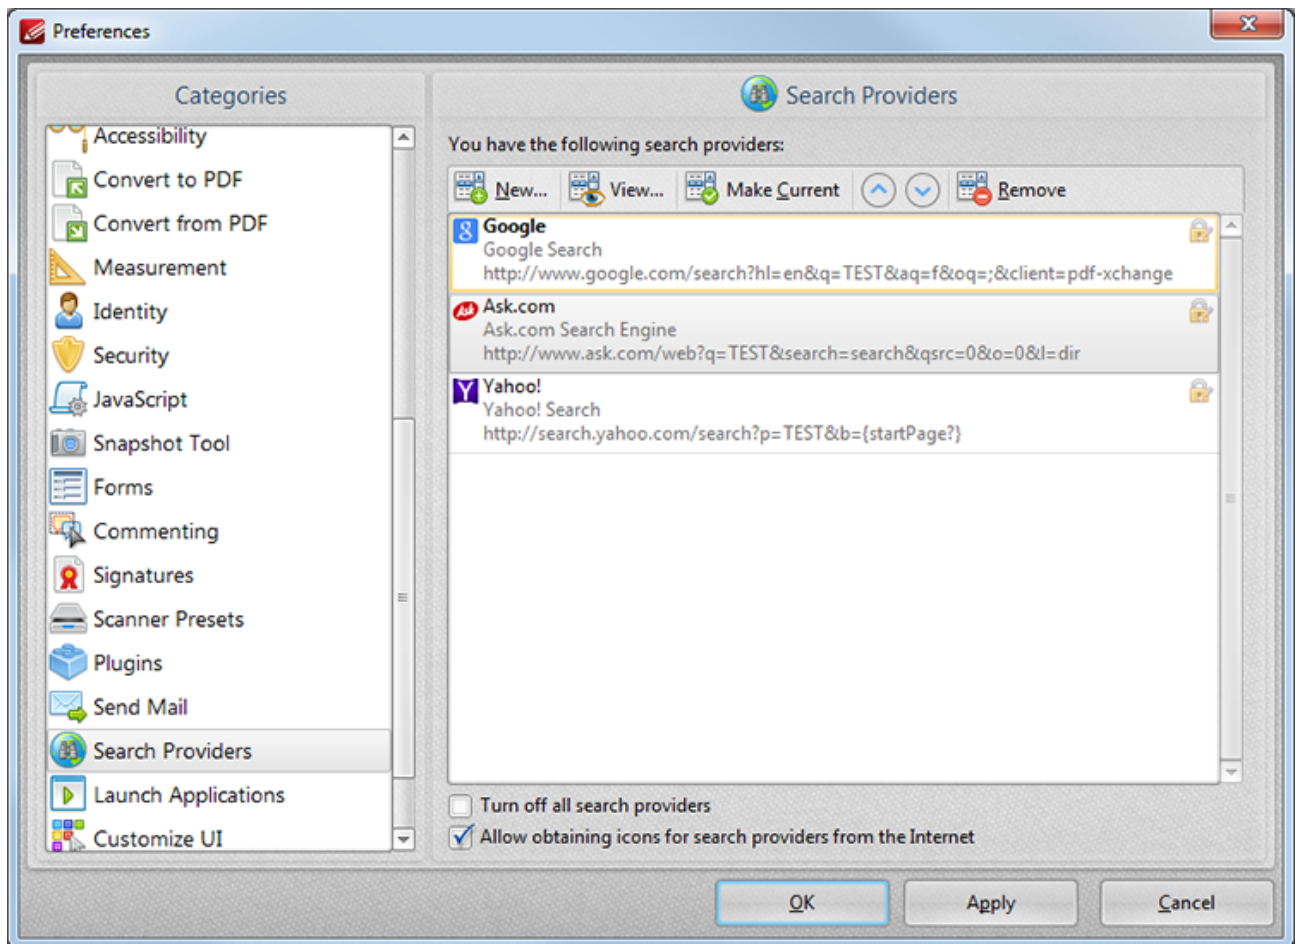 Preferences
Categories
Search Providers
Accessibility
Convert to PDF
Convert from PDF
Measurement
Identity
Security
JavaScript
Snapshot Tool
Forms
Commenting
Signatures
Scanner Presets
Plugins
Send Mail
Search Providers
Launch Applications
Customize UI
You have the following search providers:
New... View... Make Current Remove
Google
Google Search
http://www.google.com/search?hl=en&q=TEST&aq=f&oq=;&client=pdf-xchange
Ask
Ask.com
Ask.com Search Engine
http://www.ask.com/web?q=TEST&search=search&qsrc=0&o=0&l=dir
Yahoo!
Yahoo! Search
http://search.yahoo.com/search?p=TEST&b={startPage?}
Turn off all search providers
Allow obtaining icons for search providers from the Internet
OK Apply Cancel